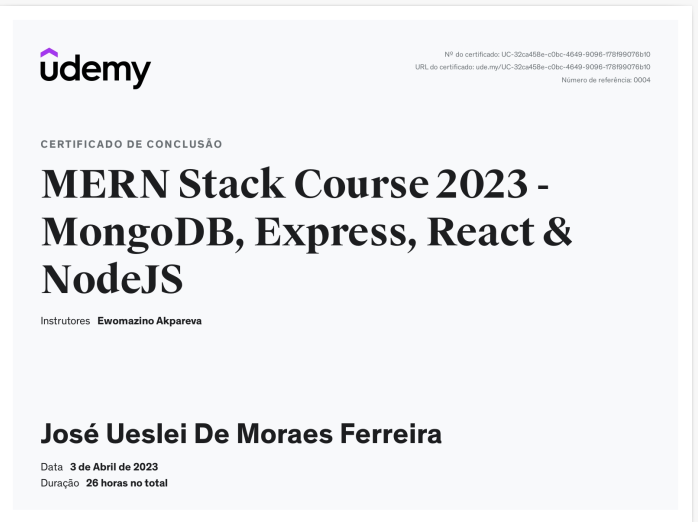 udemy
Nº do certificado: UC-32ca458e-c0bc-4649-9096-178f99076b10
URL do certificado: ude.my/UC-32ca458e-c0bc-4649-9096-178f99076b10
Número de referência: 0004
CERTIFICADO DE CONCLUSÃO
MERN Stack Course 2023 -
MongoDB, Express, React &
NodeJS
Instrutores Ewomazino Akpareva
José Ueslei De Moraes Ferreira
Data 3 de Abril de 2023
Duração 26 horas no total